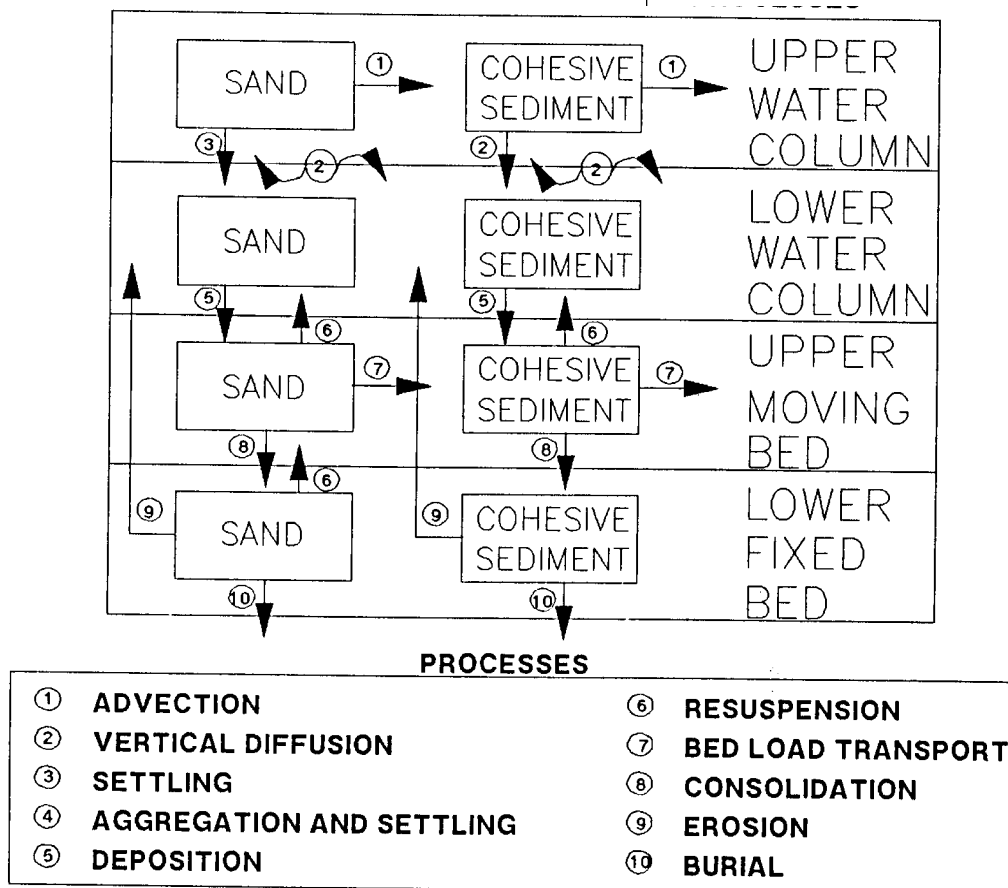 ① ①
SAND
COHESIVE
SEDIMENT
UPPER
WATER
COLUMN
③ ② ② ②
SAND
COHESIVE
SEDIMENT
LOWER
WATER
COLUMN
⑤ ⑥ ⑤ ⑥
SAND
⑦
COHESIVE
SEDIMENT
⑦
UPPER
MOVING
BED
⑧ ⑥ ⑧
⑨
SAND
⑨
COHESIVE
SEDIMENT
LOWER
FIXED
BED
⑩ ⑩
PROCESSES
① ADVECTION
② VERTICAL DIFFUSION
③ SETTLING
④ AGGREGATION AND SETTLING
⑤ DEPOSITION
⑥ RESUSPENSION
⑦ BED LOAD TRANSPORT
⑧ CONSOLIDATION
⑨ EROSION
⑩ BURIAL